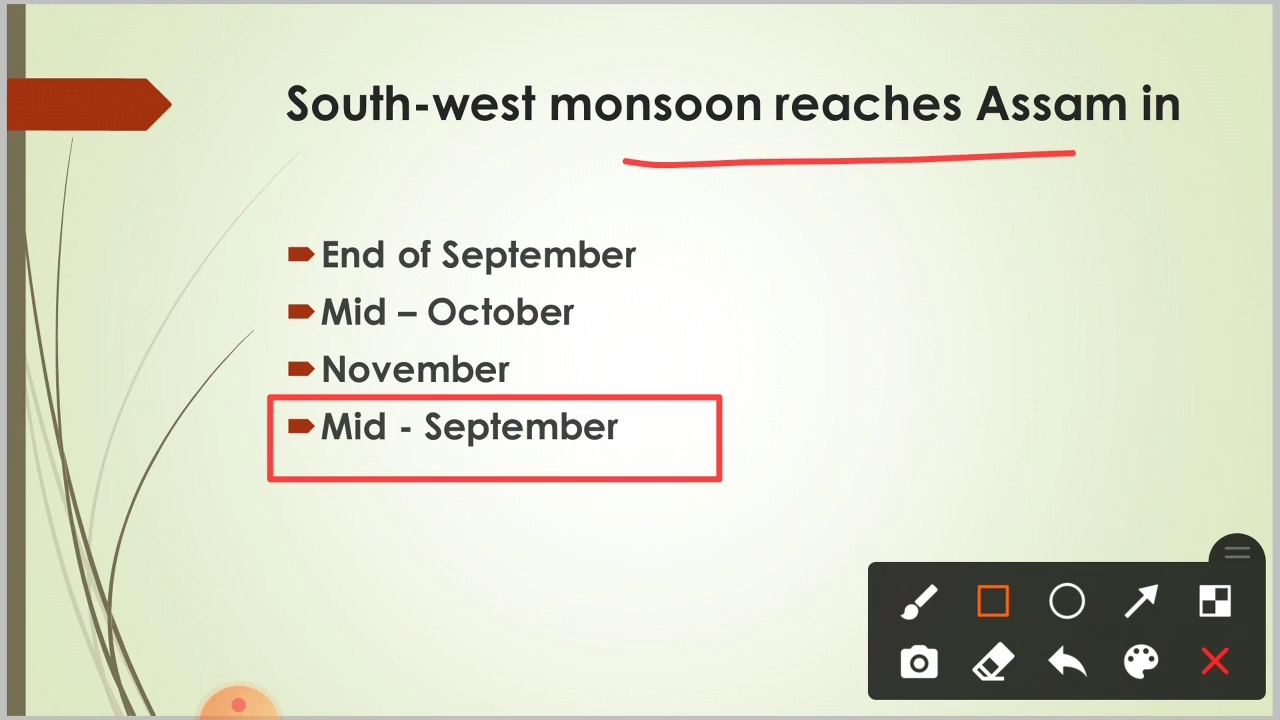 South-west monsoon reaches Assam in
End of September
Mid – October
November
Mid - September